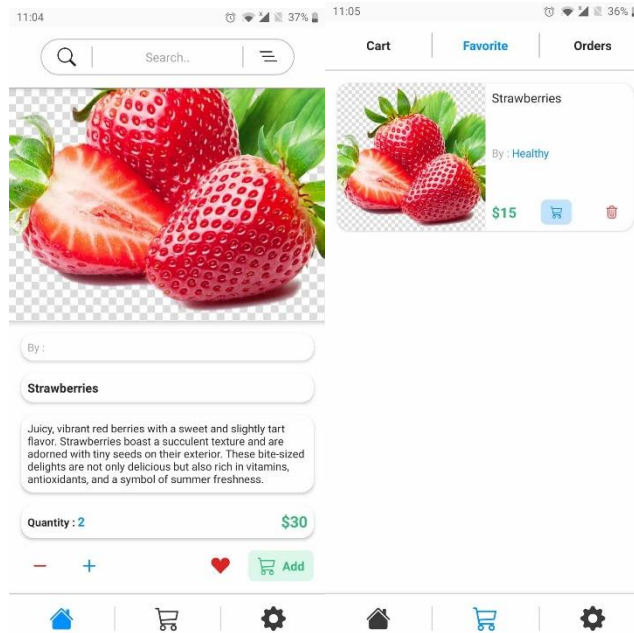 11:04
37%
Search..
By :
Strawberries
Juicy, vibrant red berries with a sweet and slightly tart
flavor. Strawberries boast a succulent texture and are
adorned with tiny seeds on their exterior. These bite-sized
delights are not only delicious but also rich in vitamins,
antioxidants, and a symbol of summer freshness.
Quantity : 2
$30
Add
11:05
36%
Cart
Favorite
Orders
Strawberries
By : Healthy
$15